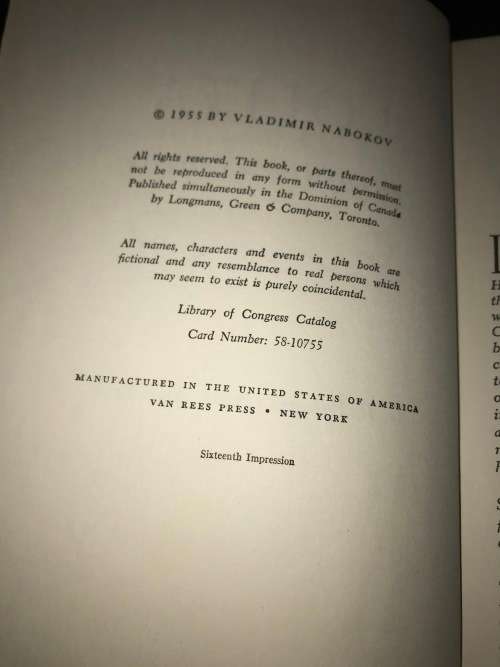 © 1955 BY VLADIMIR NABOKOV
All rights reserved. This book, or parts thereof, must
not be reproduced in any form without permission.
Published simultaneously in the Dominion of Canada
by Longmans, Green & Company, Toronto.
All names, characters and events in this book are
fictional and any resemblance to real persons which
may seem to exist is purely coincidental.
Library of Congress Catalog
Card Number: 58-10755
MANUFACTURED IN THE UNITED STATES OF AMERICA
VAN REES PRESS • NEW YORK
Sixteenth Impression